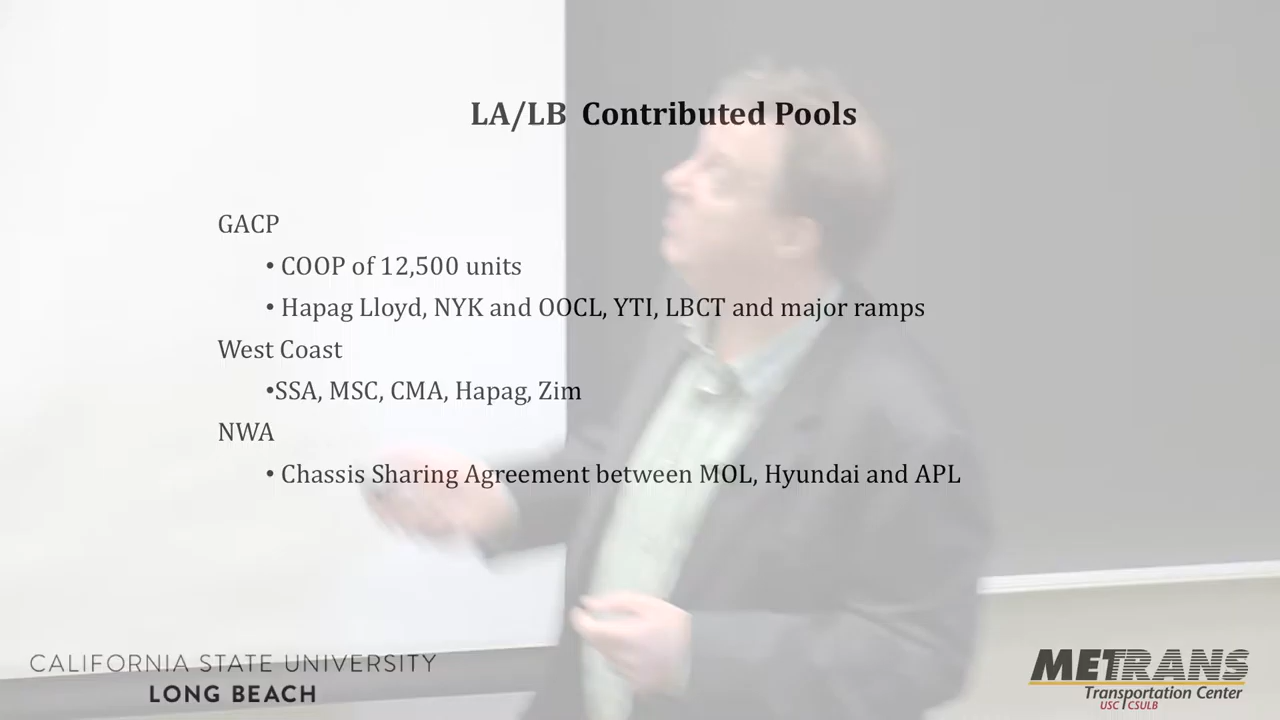 LA/LB Contributed Pools
GACP
• COOP of 12,500 units
• Hapag Lloyd, NYK and OOCL, YTI, LBCT and major ramps
West Coast
•SSA, MSC, CMA, Hapag, Zim
NWA
• Chassis Sharing Agreement between MOL, Hyundai and APL
CALIFORNIA STATE UNIVERSITY
LONG BEACH
METRANS
Transportation Center
USC CSULB